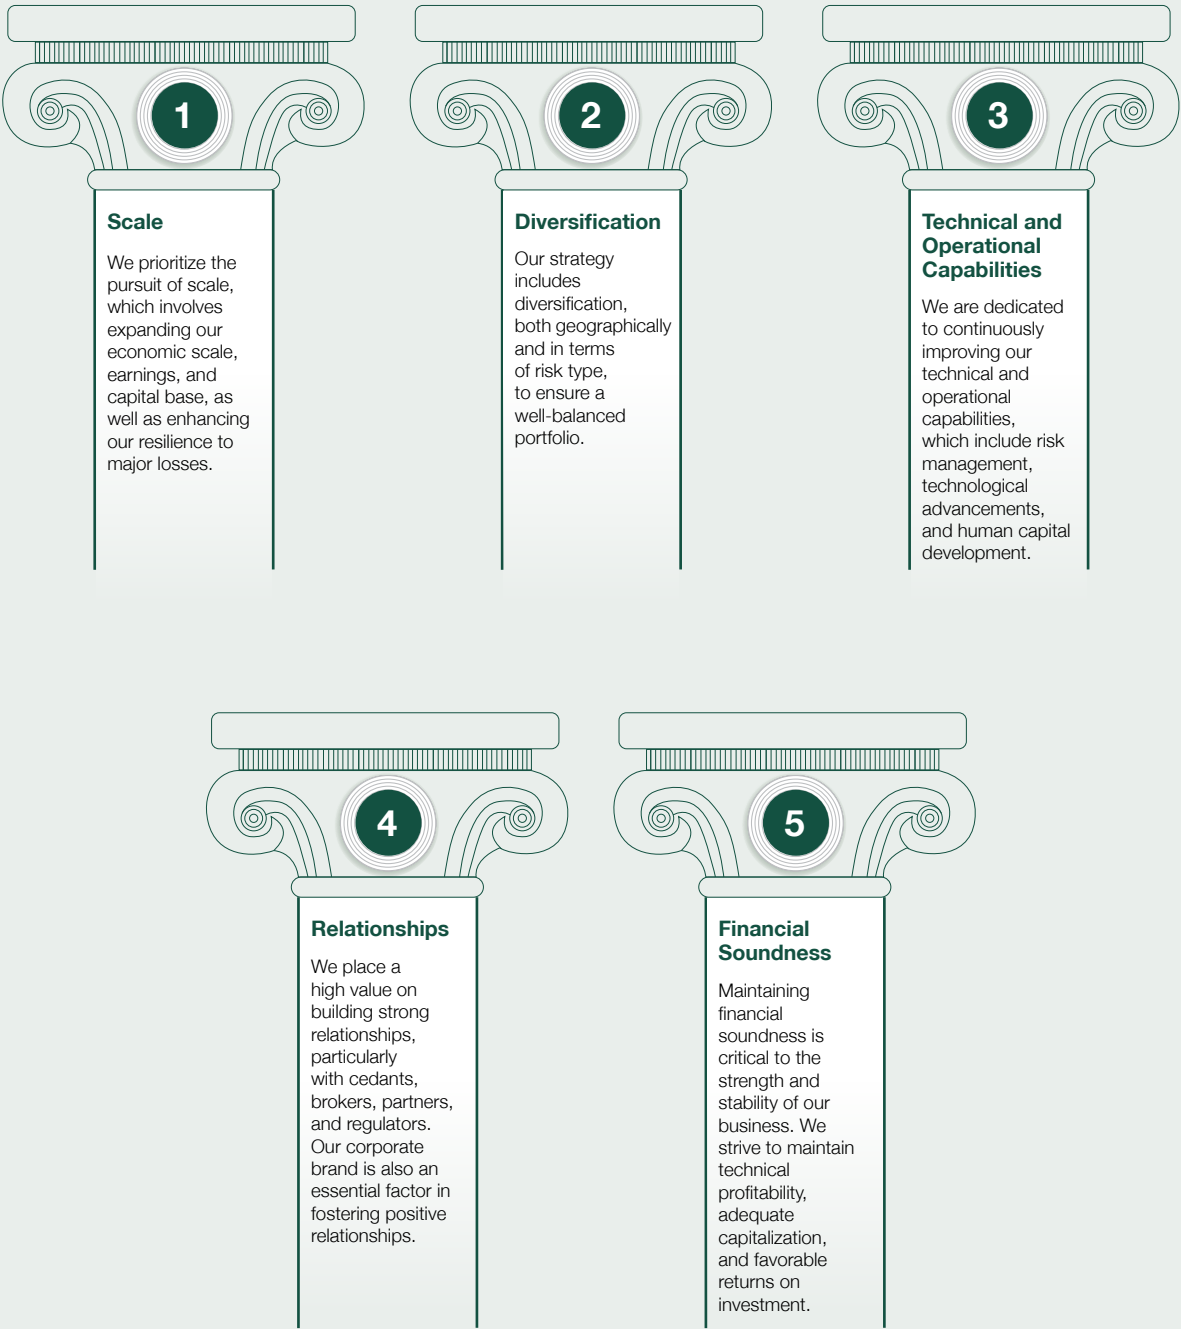 1
Scale
We prioritize the
pursuit of scale,
which involves
expanding our
economic scale,
earnings, and
capital base, as
well as enhancing
our resilience to
major losses.
2
Diversification
Our strategy
includes
diversification,
both geographically
and in terms
of risk type,
to ensure a
well-balanced
portfolio.
3
Technical and
Operational
Capabilities
We are dedicated
to continuously
improving our
technical and
operational
capabilities,
which include risk
management,
technological
advancements,
and human capital
development.
4
Relationships
We place a
high value on
building strong
relationships,
particularly
with cedants,
brokers, partners,
and regulators.
Our corporate
brand is also an
essential factor in
fostering positive
relationships.
5
Financial
Soundness
Maintaining
financial
soundness is
critical to the
strength and
stability of our
business. We
strive to maintain
technical
profitability,
adequate
capitalization,
and favorable
returns on
investment.